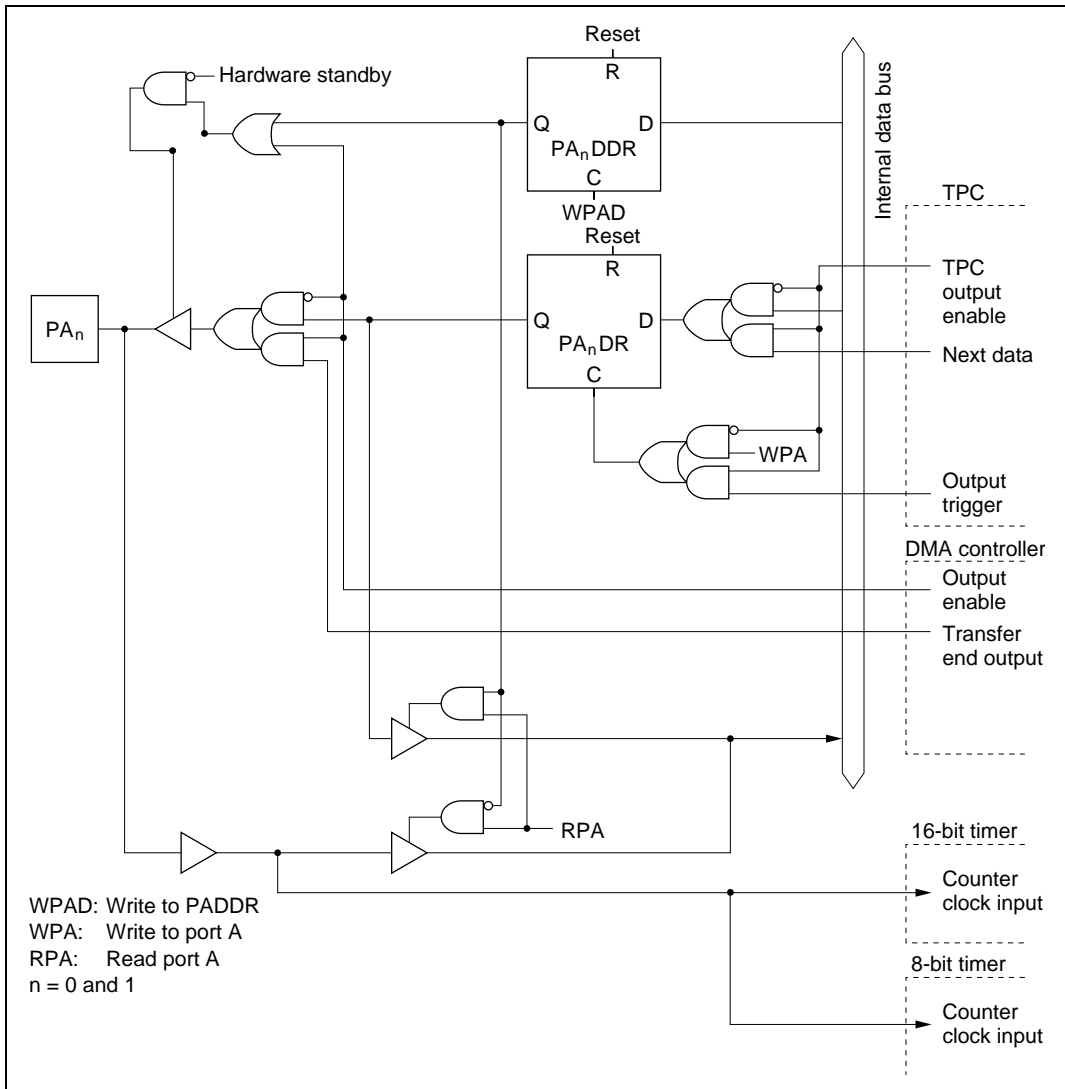 Reset
Hardware standby
R
Q
D
PAnDDR
C
WPAD
Internal data bus
TPC
Reset
R
TPC
output
enable
PAn
Q
D
PAnDR
C
Next data
WPA
Output
trigger
DMA controller
Output
enable
Transfer
end output
RPA
16-bit timer
Counter
clock input
WPAD: Write to PADDR
WPA: Write to port A
RPA: Read port A
n = 0 and 1
8-bit timer
Counter
clock input